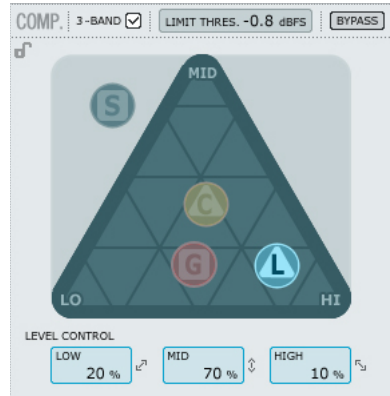 COMP. 3-BAND LIMIT THRES. -0.8 dBFS BYPASS
S
MID
C
G
L
LO HI
LEVEL CONTROL
LOW MID HIGH
20 % 70 % 10 %